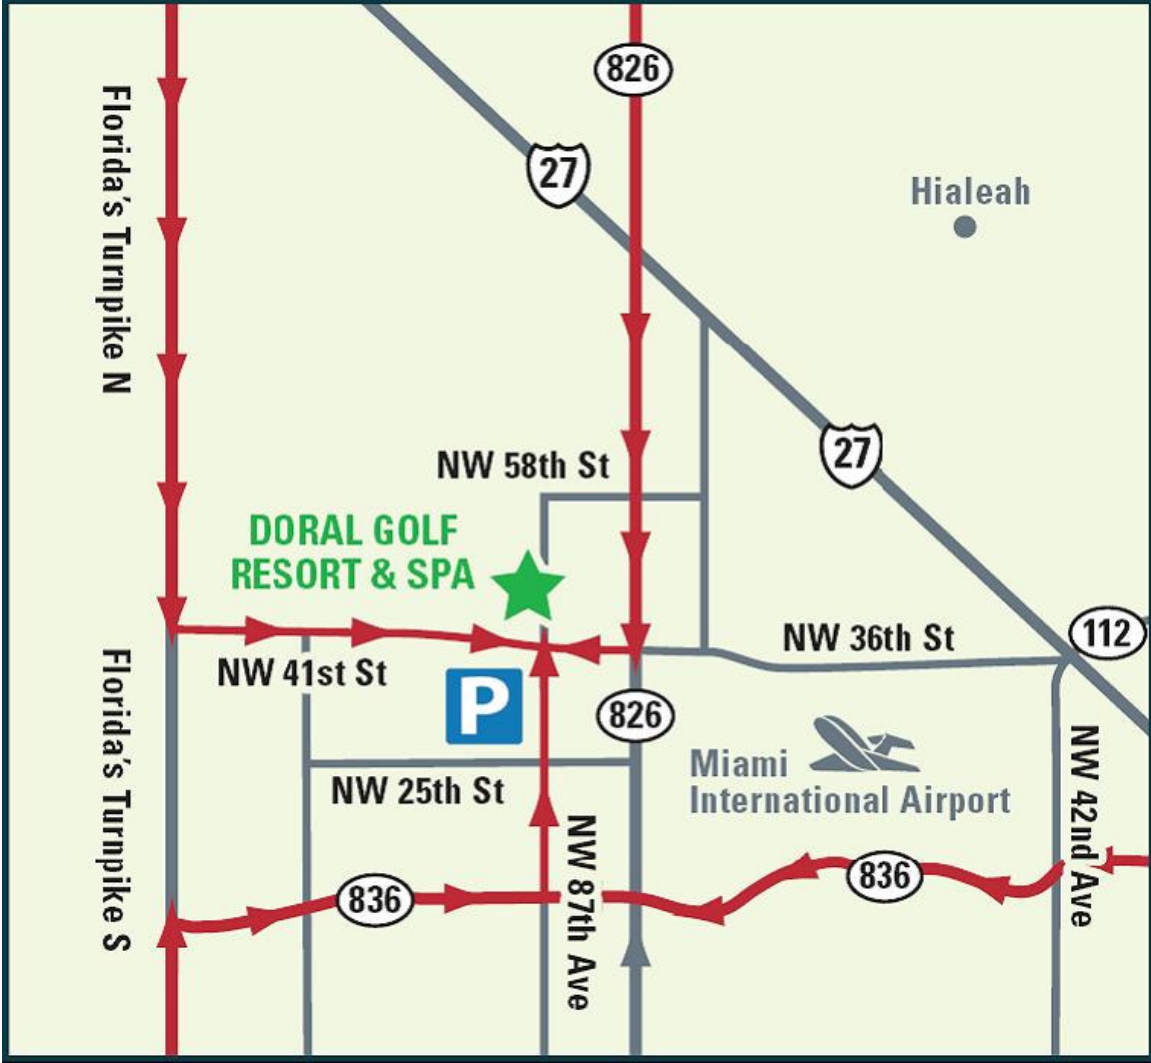 826
Florida's Turnpike N
27
Hialeah
27
NW 58th St
DORAL GOLF
RESORT & SPA
112
NW 36th St
NW 41st St
P
826
Florida's Turnpike S
Miami
International Airport
NW 42nd Ave
NW 25th St
NW 87th Ave
836
836